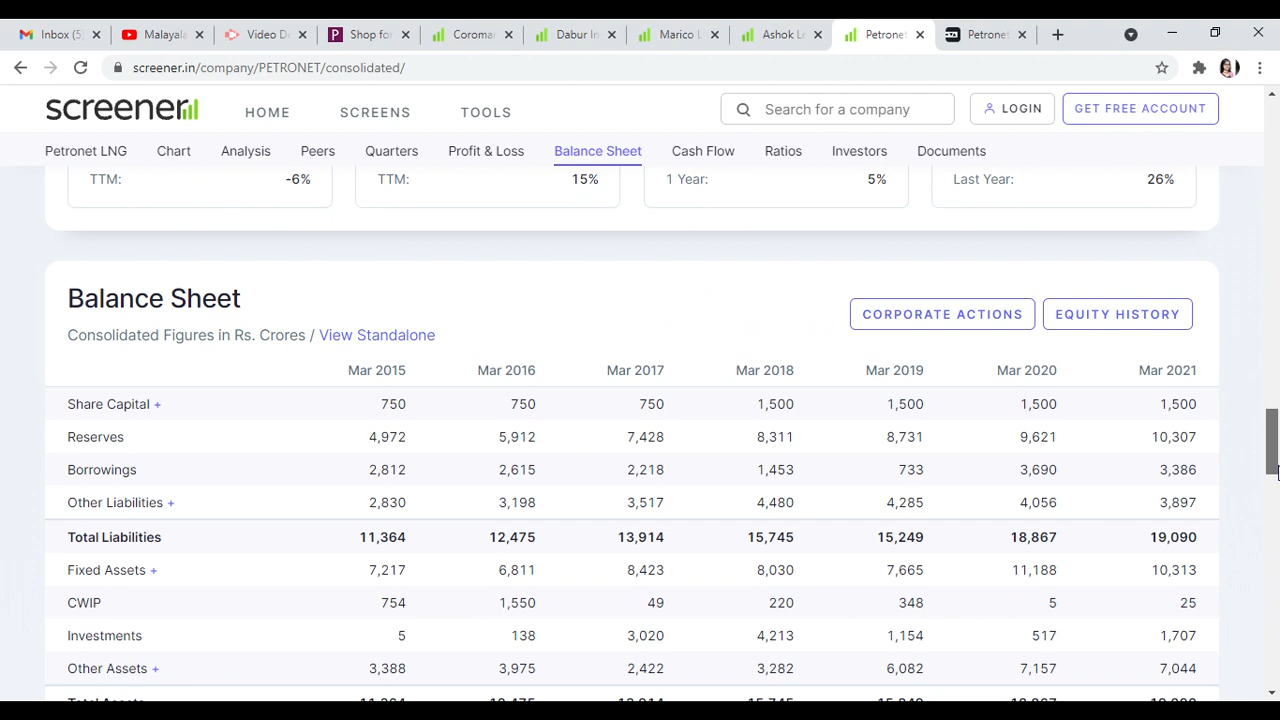 Inbox (5 Malayala Video D Shop for Coroman Dabur In Marico L Ashok Le Petronet Petronet
screener.in/company/PETRONET/consolidated/
screener HOME SCREENS TOOLS Search for a company LOGIN GET FREE ACCOUNT
Petronet LNG Chart Analysis Peers Quarters Profit & Loss Balance Sheet Cash Flow Ratios Investors Documents
TTM: -6% TTM: 15% 1 Year: 5% Last Year: 26%
Balance Sheet
CORPORATE ACTIONS EQUITY HISTORY
Consolidated Figures in Rs. Crores / View Standalone
Mar 2015 Mar 2016 Mar 2017 Mar 2018 Mar 2019 Mar 2020 Mar 2021
Share Capital + 750 750 750 1,500 1,500 1,500 1,500
Reserves 4,972 5,912 7,428 8,311 8,731 9,621 10,307
Borrowings 2,812 2,615 2,218 1,453 733 3,690 3,386
Other Liabilities + 2,830 3,198 3,517 4,480 4,285 4,056 3,897
Total Liabilities 11,364 12,475 13,914 15,745 15,249 18,867 19,090
Fixed Assets + 7,217 6,811 8,423 8,030 7,665 11,188 10,313
CWIP 754 1,550 49 220 348 5 25
Investments 5 138 3,020 4,213 1,154 517 1,707
Other Assets + 3,388 3,975 2,422 3,282 6,082 7,157 7,044